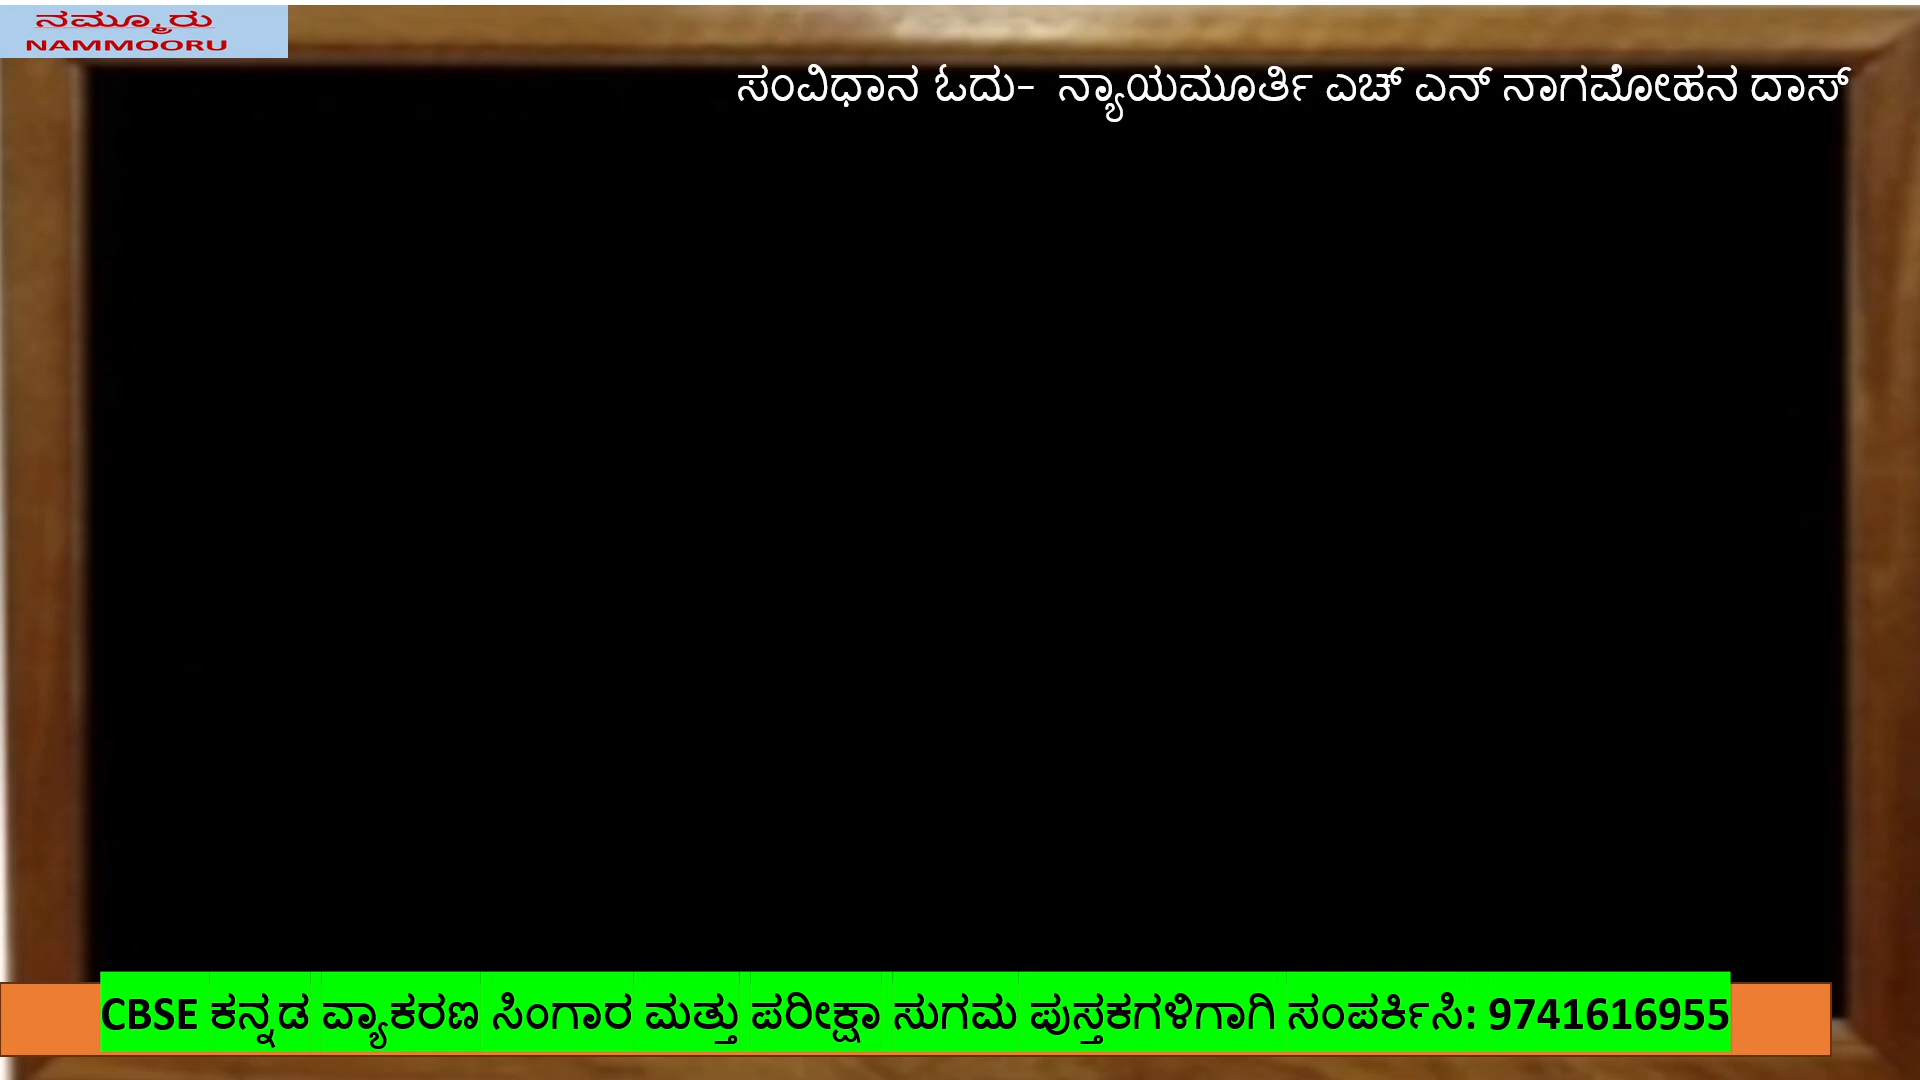 ನಮ್ಮೂರು
NAMMOORU
ಸಂವಿಧಾನ ಓದು- ನ್ಯಾಯಮೂರ್ತಿ ಎಚ್ ಎನ್ ನಾಗಮೋಹನ ದಾಸ್
CBSE ಕನ್ನಡ ವ್ಯಾಕರಣ ಸಿಂಗಾರ ಮತ್ತು ಪರೀಕ್ಷಾ ಸುಗಮ ಪುಸ್ತಕಗಳಿಗಾಗಿ ಸಂಪರ್ಕಿಸಿ: 9741616955